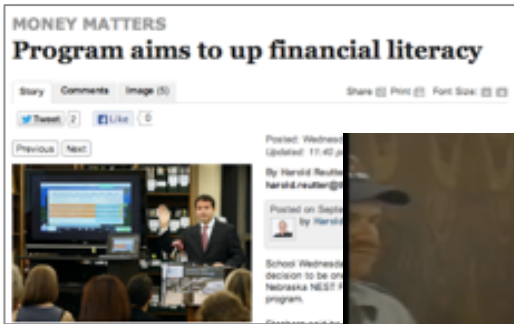 MONEY MATTERS
Program aims to up financial literacy
Story Comments Image (5)
Share Print Font Size:
Tweet 2 Like 0
Previous Next
Posted: Wednesd
Updated: 11:40 p
By Harold Reutte
harold.reutter@t
Posted on Septe
by Harol
School Wednesda
decision to be one
Nebraska NEST F
program.